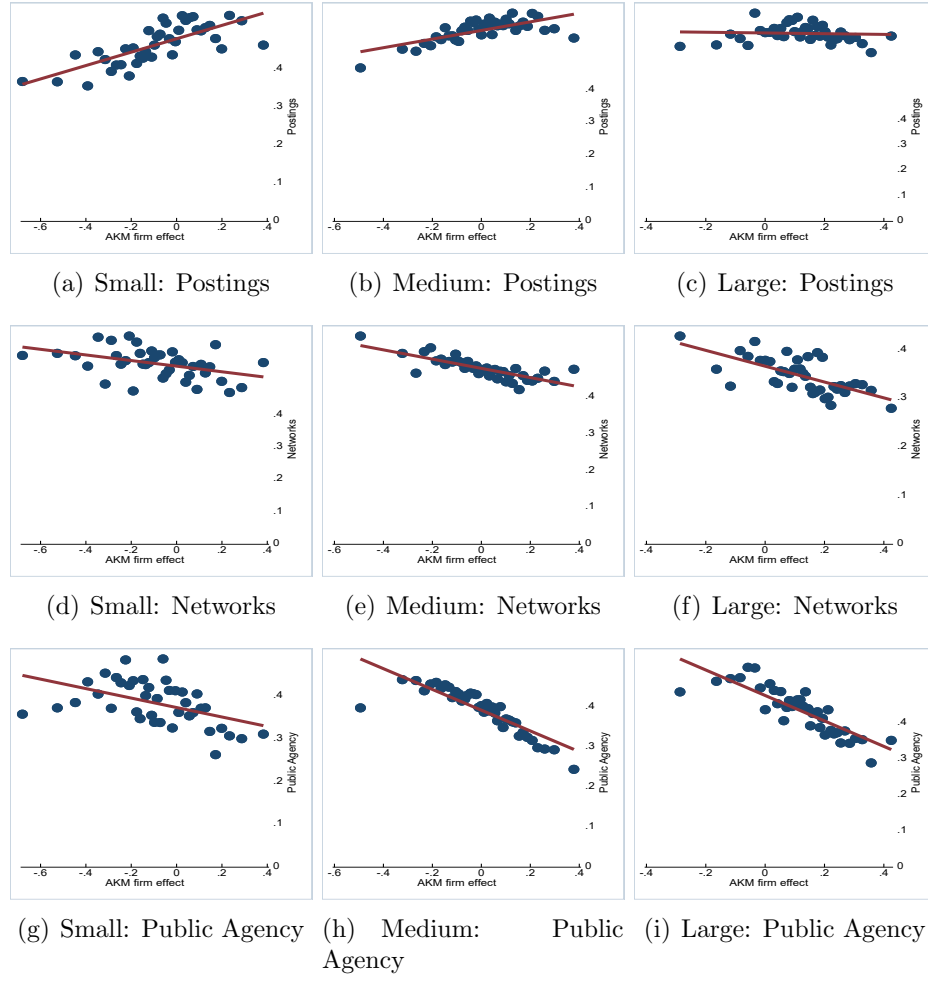 .4
.3
.2
.1
0
Postings
-.6 -.4 -.2 0 .2 .4
AKM firm effect
(a) Small: Postings
.4
.3
.2
.1
0
Postings
-.6 -.4 -.2 0 .2 .4
AKM firm effect
(b) Medium: Postings
.4
.3
.2
.1
0
Postings
-.4 -.2 0 .2 .4
AKM firm effect
(c) Large: Postings
.4
.3
.2
.1
0
Networks
-.6 -.4 -.2 0 .2 .4
AKM firm effect
(d) Small: Networks
.4
.3
.2
.1
0
Networks
-.6 -.4 -.2 0 .2 .4
AKM firm effect
(e) Medium: Networks
.4
.3
.1
0
Networks
-.4 -.2 0 .2 .4
AKM firm effect
(f) Large: Networks
.4
.3
.2
.1
0
Public Agency
-.6 -.4 -.2 0 .2 .4
AKM firm effect
(g) Small: Public Agency
.4
.3
.2
.1
0
Public Agency
-.6 -.4 -.2 0 .2 .4
AKM firm effect
(h) Medium: Public
Agency
.4
.3
.2
.1
0
Public Agency
-.4 -.2 0 .2 .4
AKM firm effect
(i) Large: Public Agency